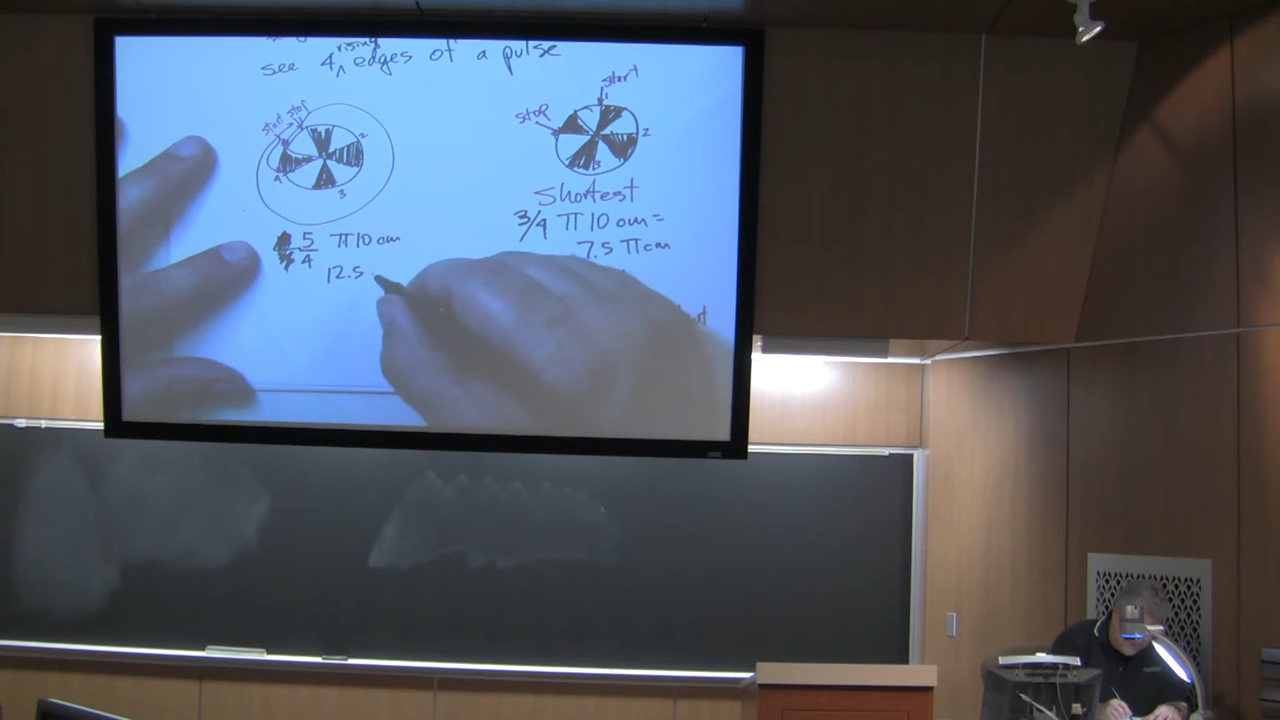 see 4 rising edges of a pulse
start stop
2
3
4
5/4 π10 cm
12.5
start
1
stop
2
3
Shortest
3/4 π 10 cm =
7.5 π cm